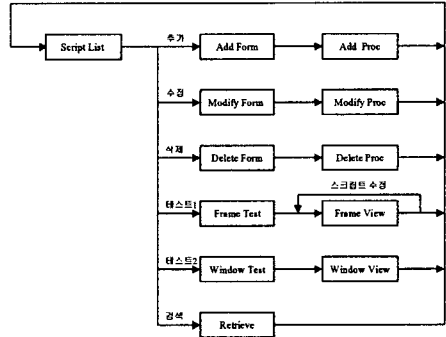 추가
Script List
Add Form
Add Proc
수정
Modify Form
Modify Proc
삭제
Delete Form
Delete Proc
스크립트 수정
테스트1
Frame Test
Frame View
테스트2
Window Test
Window View
검색
Retrieve